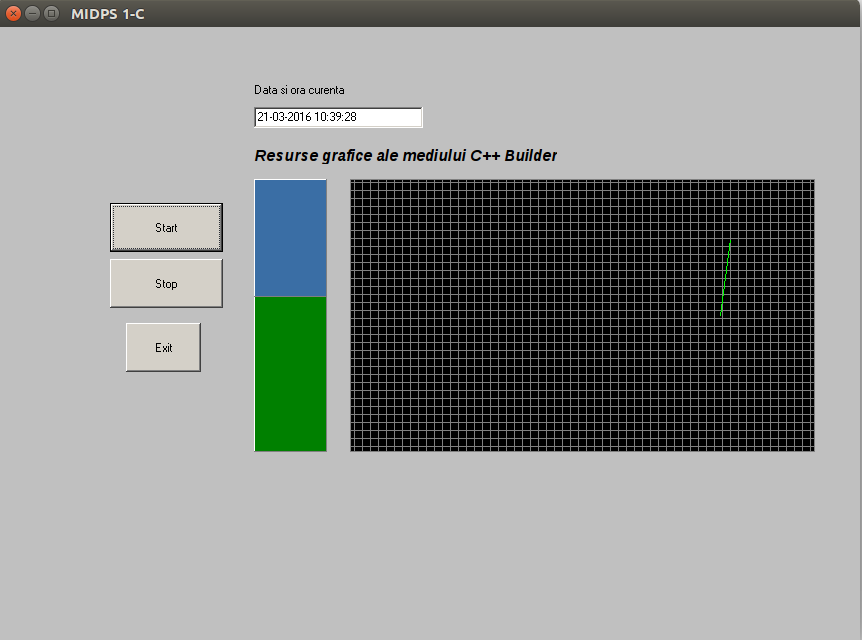 MIDPS 1-C
Data si ora curenta
21-03-2016 10:39:28
Resurse grafice ale mediului C++ Builder
Start
Stop
Exit